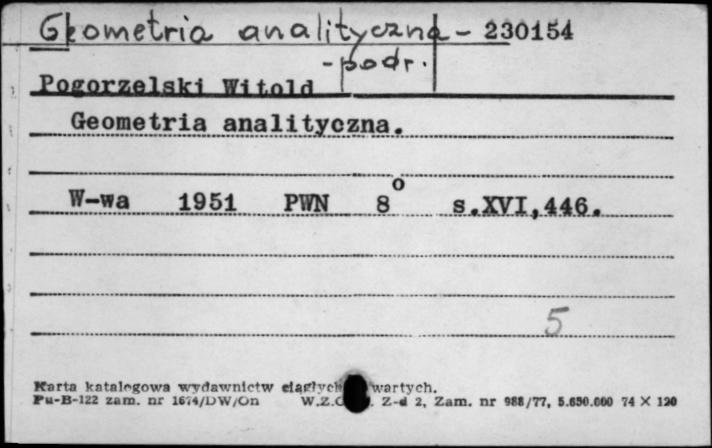 Geometria analityczna - 230154
- podr.
Pogorzelski Witold
Geometria analityczna.
W-wa 1951 PWN 8° s.XVI,446.
5
Karta katalogowa wydawnictw ciągłych wartych.
Pu-B-122 zam. nr 1674/DW/On W.Z.G. Z-d 2, Zam. nr 988/77, 5.650.000 74 X 120